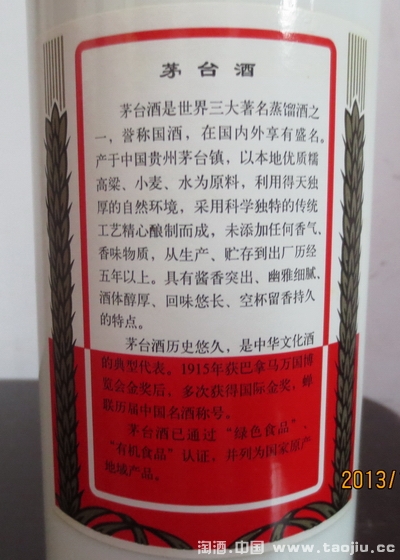 茅台酒
茅台酒是世界三大著名蒸馏酒之
一，誉称国酒，在国内外享有盛名。
产于中国贵州茅台镇，以本地优质糯
高粱、小麦、水为原料，利用得天独
厚的自然环境，采用科学独特的传统
工艺精心酿制而成，未添加任何香气、
香味物质，从生产、贮存到出厂历经
五年以上。具有酱香突出、幽雅细腻、
酒体醇厚、回味悠长、空杯留香持久
的特点。
茅台酒历史悠久，是中华文化酒
的典型代表。1915年获巴拿马万国博
览会金奖后，多次获得国际金奖，蝉
联历届中国名酒称号。
茅台酒已通过“绿色食品”、
“有机食品”认证，并列为国家原产
地域产品。
2013/
淘酒.中国 www.taojiu.cc